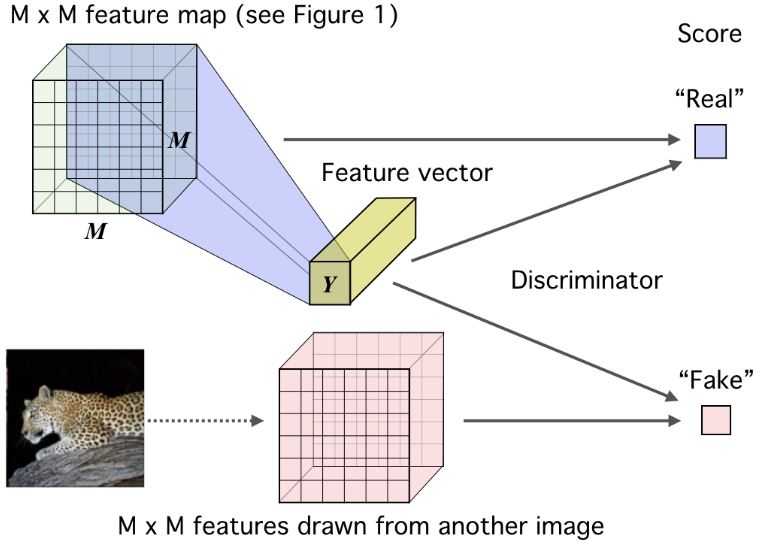 M x M feature map (see Figure 1)
Score
“Real”
M
Feature vector
M
Y
Discriminator
“Fake”
M x M features drawn from another image